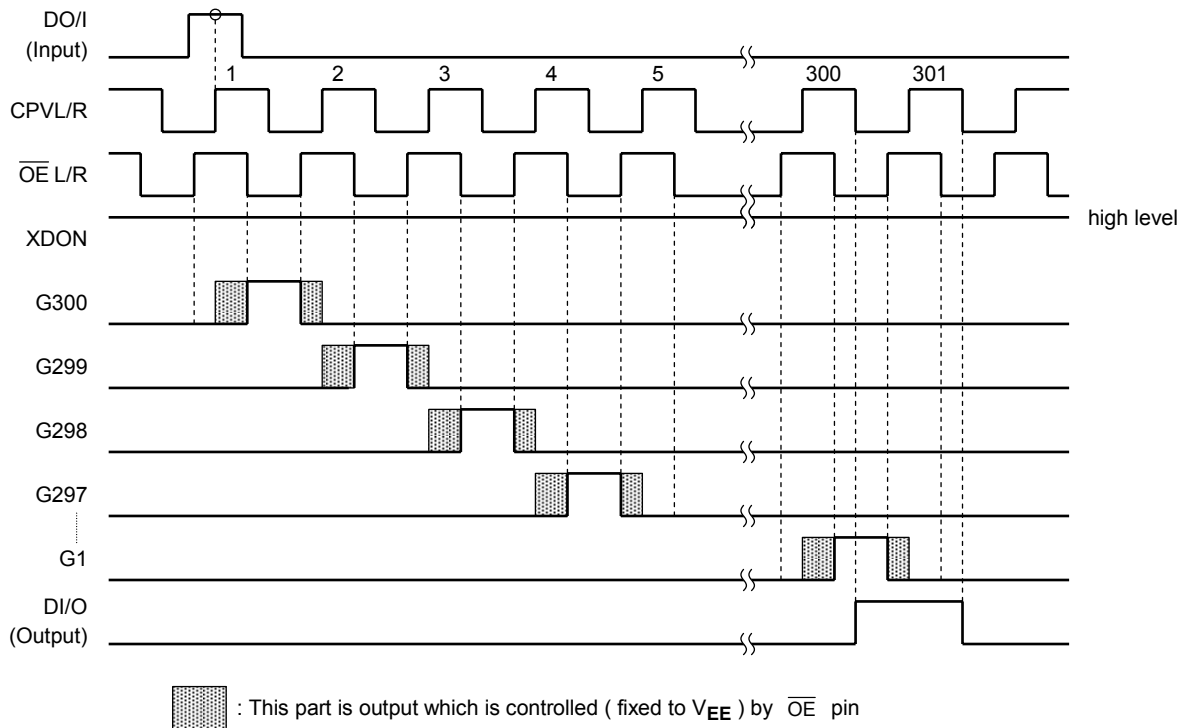 DO/I
(Input)
1 2 3 4 5 300 301
CPVL/R
OE L/R
high level
XDON
G300
G299
G298
G297
G1
DI/O
(Output)
: This part is output which is controlled ( fixed to VEE ) by OE pin